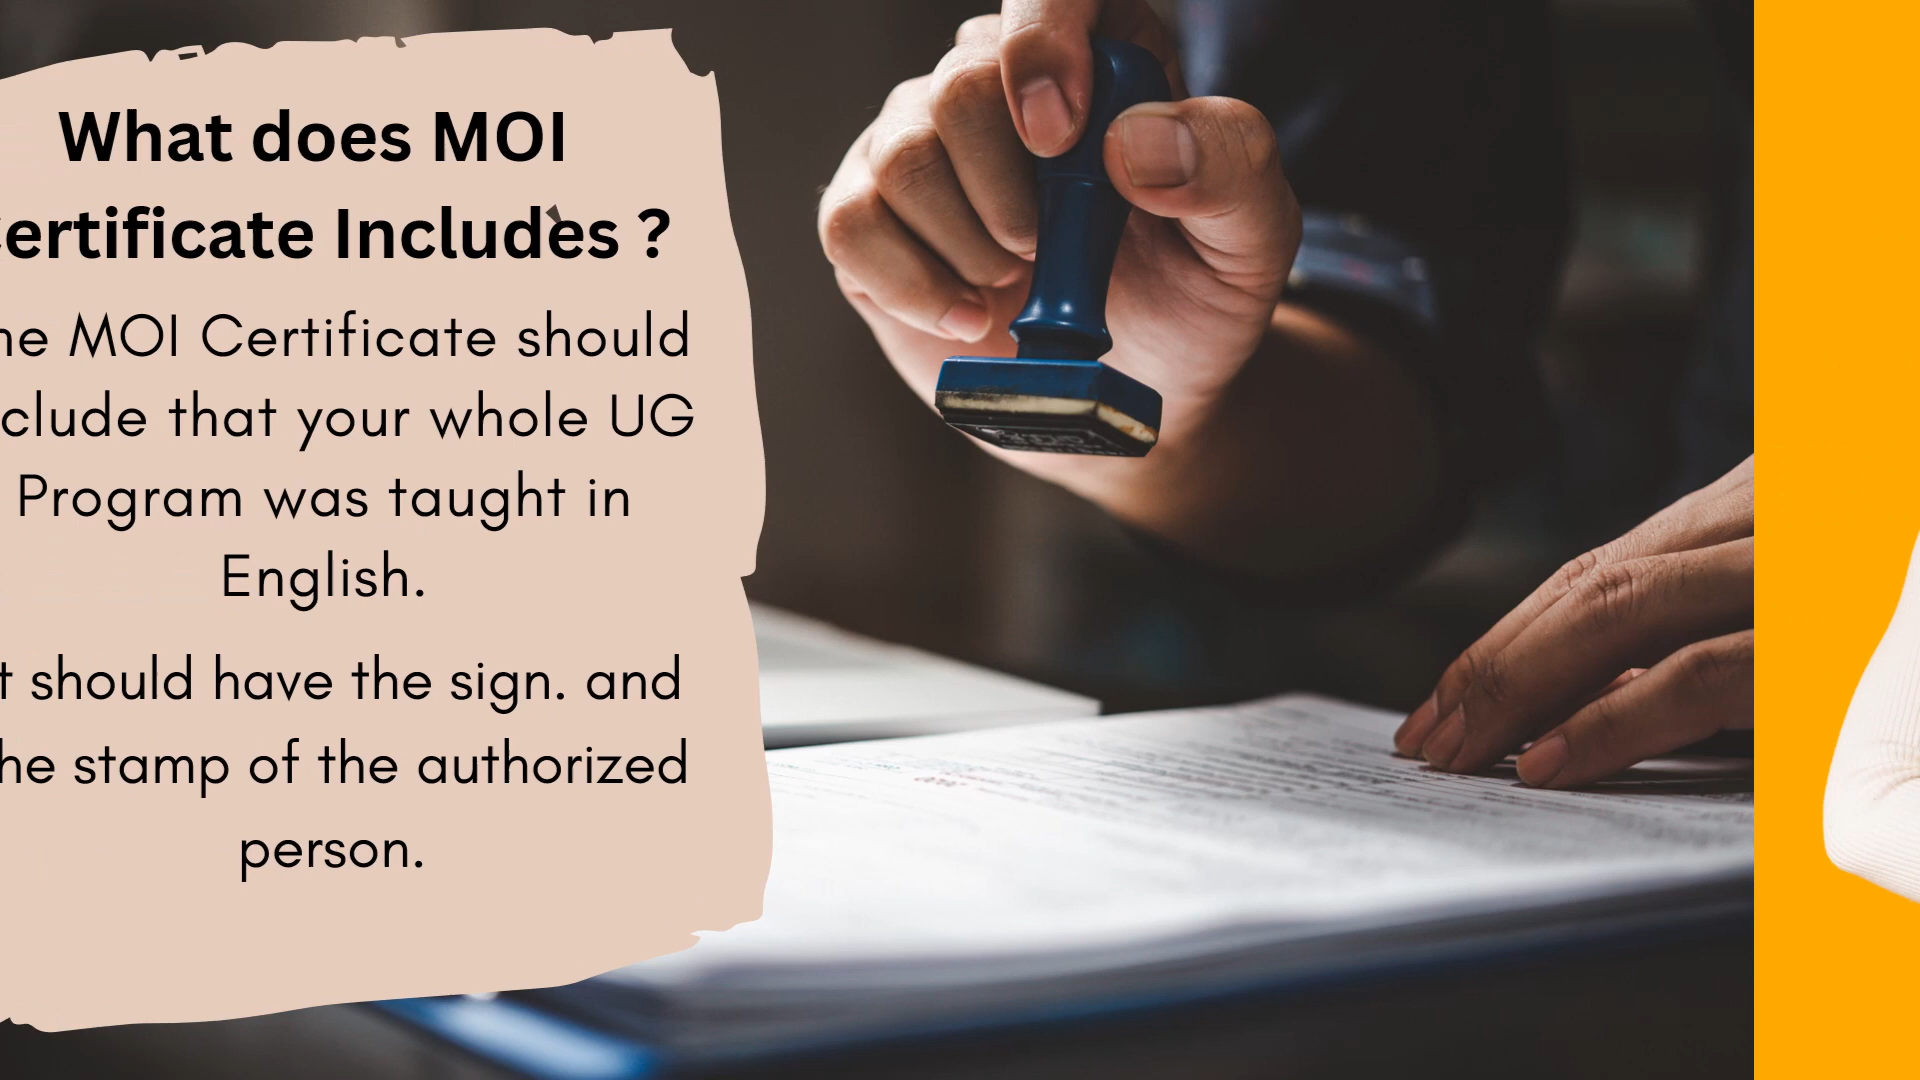 What does MOI
ertificate Includes ?
he MOI Certificate should
clude that your whole UG
Program was taught in
English.
t should have the sign. and
he stamp of the authorized
person.